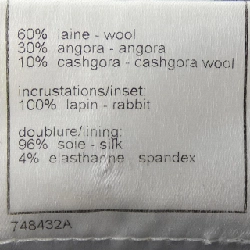 60% laine - wool
30% angora - angora
10% cashgora - cashgora wool
incrustations/inset:
100% lapin - rabbit
doublure/lining:
96% soie - silk
4% elasthanne - spandex
748432A